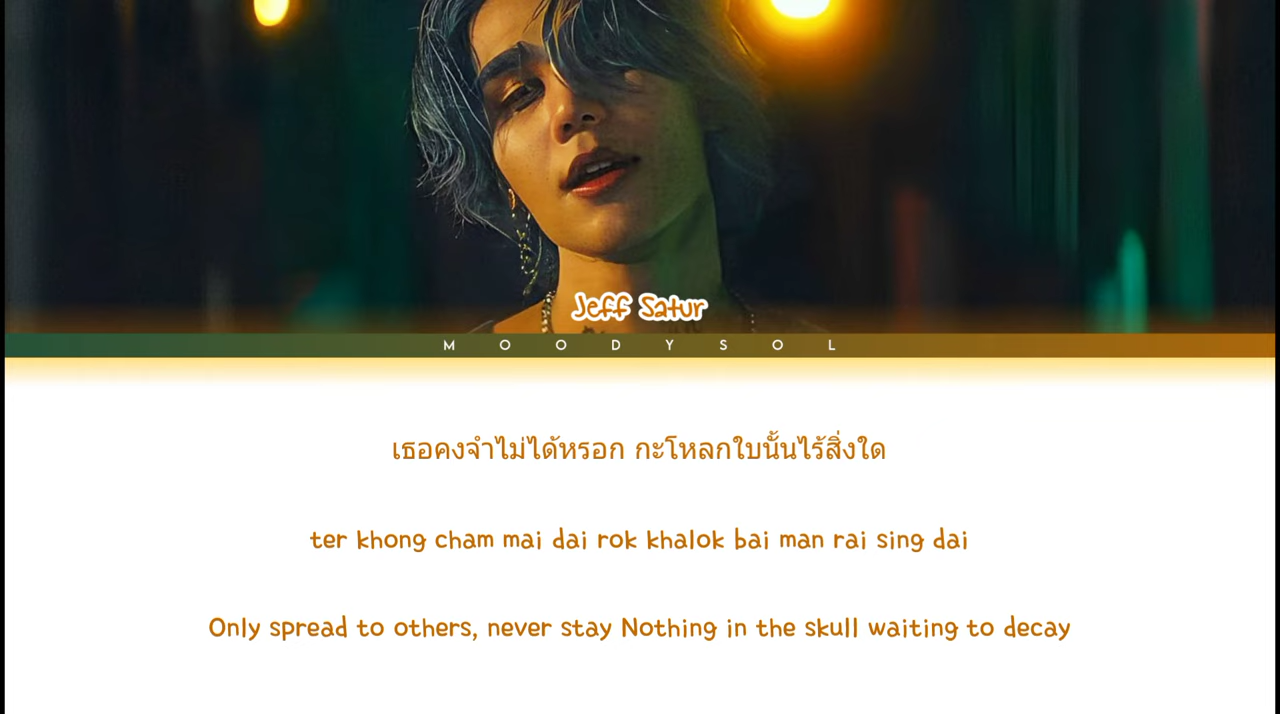 Jeff Satur
MOODYSOL
เธอคงจำไม่ได้หรอก กะโหลกใบนั้นไร้สิ่งใด
ter khong cham mai dai rok khalok bai man rai sing dai
Only spread to others, never stay Nothing in the skull waiting to decay